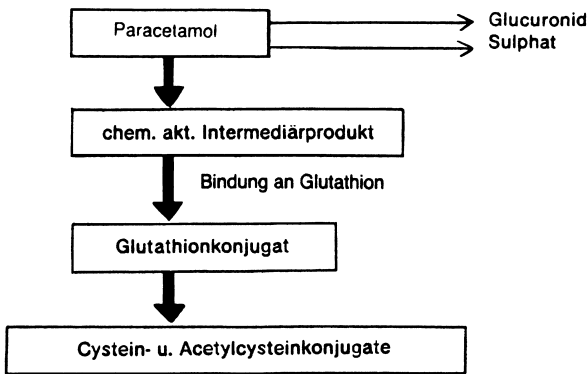 Paracetamol
Glucuronid
Sulphat
chem. akt. Intermediärprodukt
Bindung an Glutathion
Glutathionkonjugat
Cystein- u. Acetylcysteinkonjugate